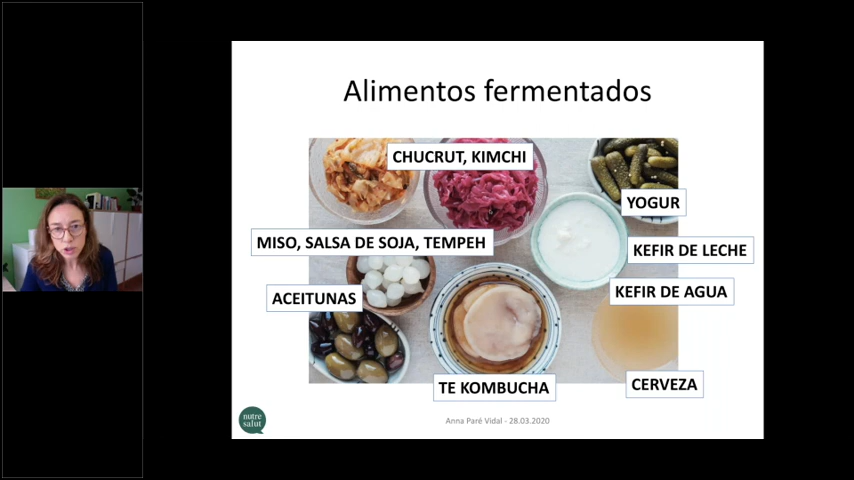 Alimentos fermentados
CHUCRUT, KIMCHI
YOGUR
MISO, SALSA DE SOJA, TEMPEH
KEFIR DE LECHE
ACEITUNAS
KEFIR DE AGUA
TE KOMBUCHA
CERVEZA
nutre
salut
Anna Paré Vidal - 28.03.2020